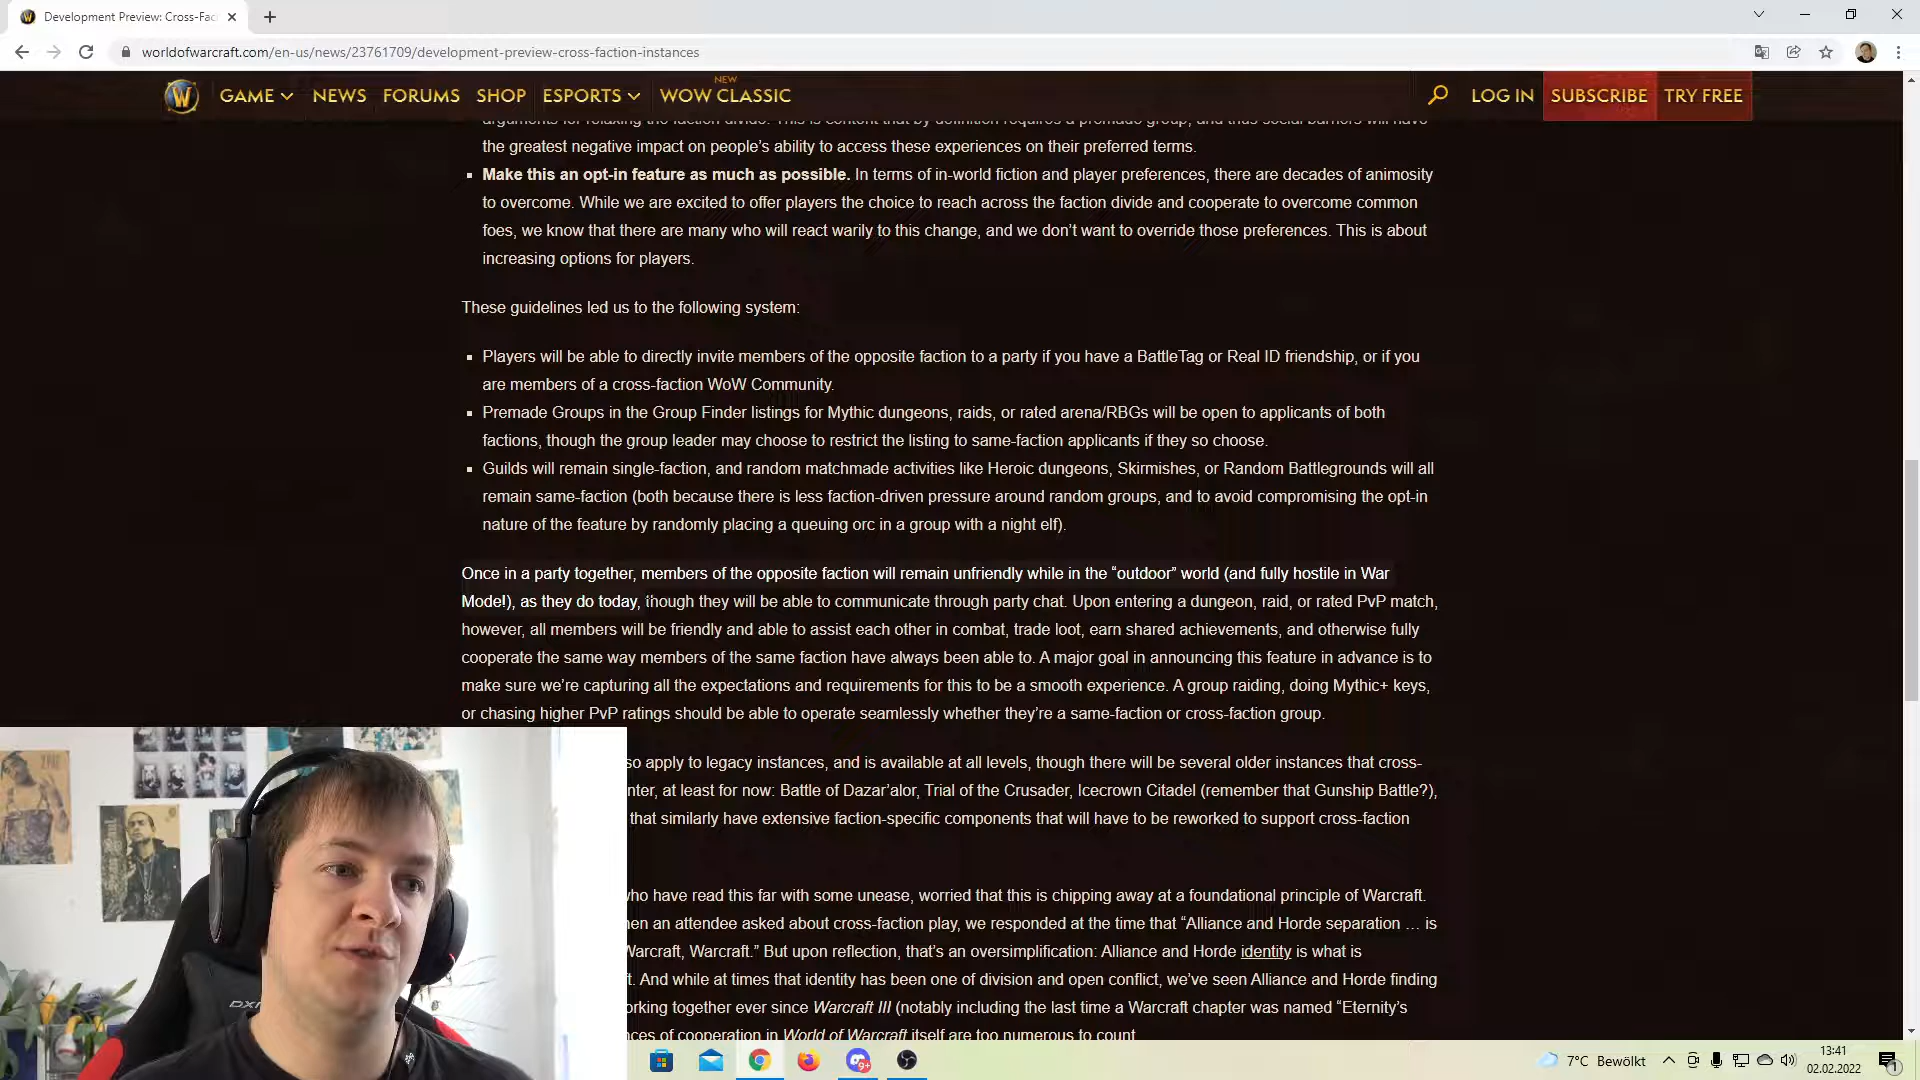 Development Preview: Cross-Fac
worldofwarcraft.com/en-us/news/23761709/development-preview-cross-faction-instances
GAME NEWS FORUMS SHOP ESPORTS NEW WOW CLASSIC LOG IN SUBSCRIBE TRY FREE
arguments for relaxing the faction divide. This is content that by definition requires a premade group, and thus social barriers will have
the greatest negative impact on people’s ability to access these experiences on their preferred terms.
Make this an opt-in feature as much as possible. In terms of in-world fiction and player preferences, there are decades of animosity
to overcome. While we are excited to offer players the choice to reach across the faction divide and cooperate to overcome common
foes, we know that there are many who will react warily to this change, and we don’t want to override those preferences. This is about
increasing options for players.
These guidelines led us to the following system:
Players will be able to directly invite members of the opposite faction to a party if you have a BattleTag or Real ID friendship, or if you
are members of a cross-faction WoW Community.
Premade Groups in the Group Finder listings for Mythic dungeons, raids, or rated arena/RBGs will be open to applicants of both
factions, though the group leader may choose to restrict the listing to same-faction applicants if they so choose.
Guilds will remain single-faction, and random matchmade activities like Heroic dungeons, Skirmishes, or Random Battlegrounds will all
remain same-faction (both because there is less faction-driven pressure around random groups, and to avoid compromising the opt-in
nature of the feature by randomly placing a queuing orc in a group with a night elf).
Once in a party together, members of the opposite faction will remain unfriendly while in the “outdoor” world (and fully hostile in War
Mode!), as they do today, though they will be able to communicate through party chat. Upon entering a dungeon, raid, or rated PvP match,
however, all members will be friendly and able to assist each other in combat, trade loot, earn shared achievements, and otherwise fully
cooperate the same way members of the same faction have always been able to. A major goal in announcing this feature in advance is to
make sure we’re capturing all the expectations and requirements for this to be a smooth experience. A group raiding, doing Mythic+ keys,
or chasing higher PvP ratings should be able to operate seamlessly whether they’re a same-faction or cross-faction group.
so apply to legacy instances, and is available at all levels, though there will be several older instances that cross-
nter, at least for now: Battle of Dazar’alor, Trial of the Crusader, Icecrown Citadel (remember that Gunship Battle?),
that similarly have extensive faction-specific components that will have to be reworked to support cross-faction
ho have read this far with some unease, worried that this is chipping away at a foundational principle of Warcraft.
en an attendee asked about cross-faction play, we responded at the time that “Alliance and Horde separation … is
Warcraft, Warcraft.” But upon reflection, that’s an oversimplification: Alliance and Horde identity is what is
t. And while at times that identity has been one of division and open conflict, we’ve seen Alliance and Horde finding
orking together ever since Warcraft III (notably including the last time a Warcraft chapter was named “Eternity’s
nces of cooperation in World of Warcraft itself are too numerous to count
DX
9+
7°C Bewölkt
13:41
02.02.2022
1